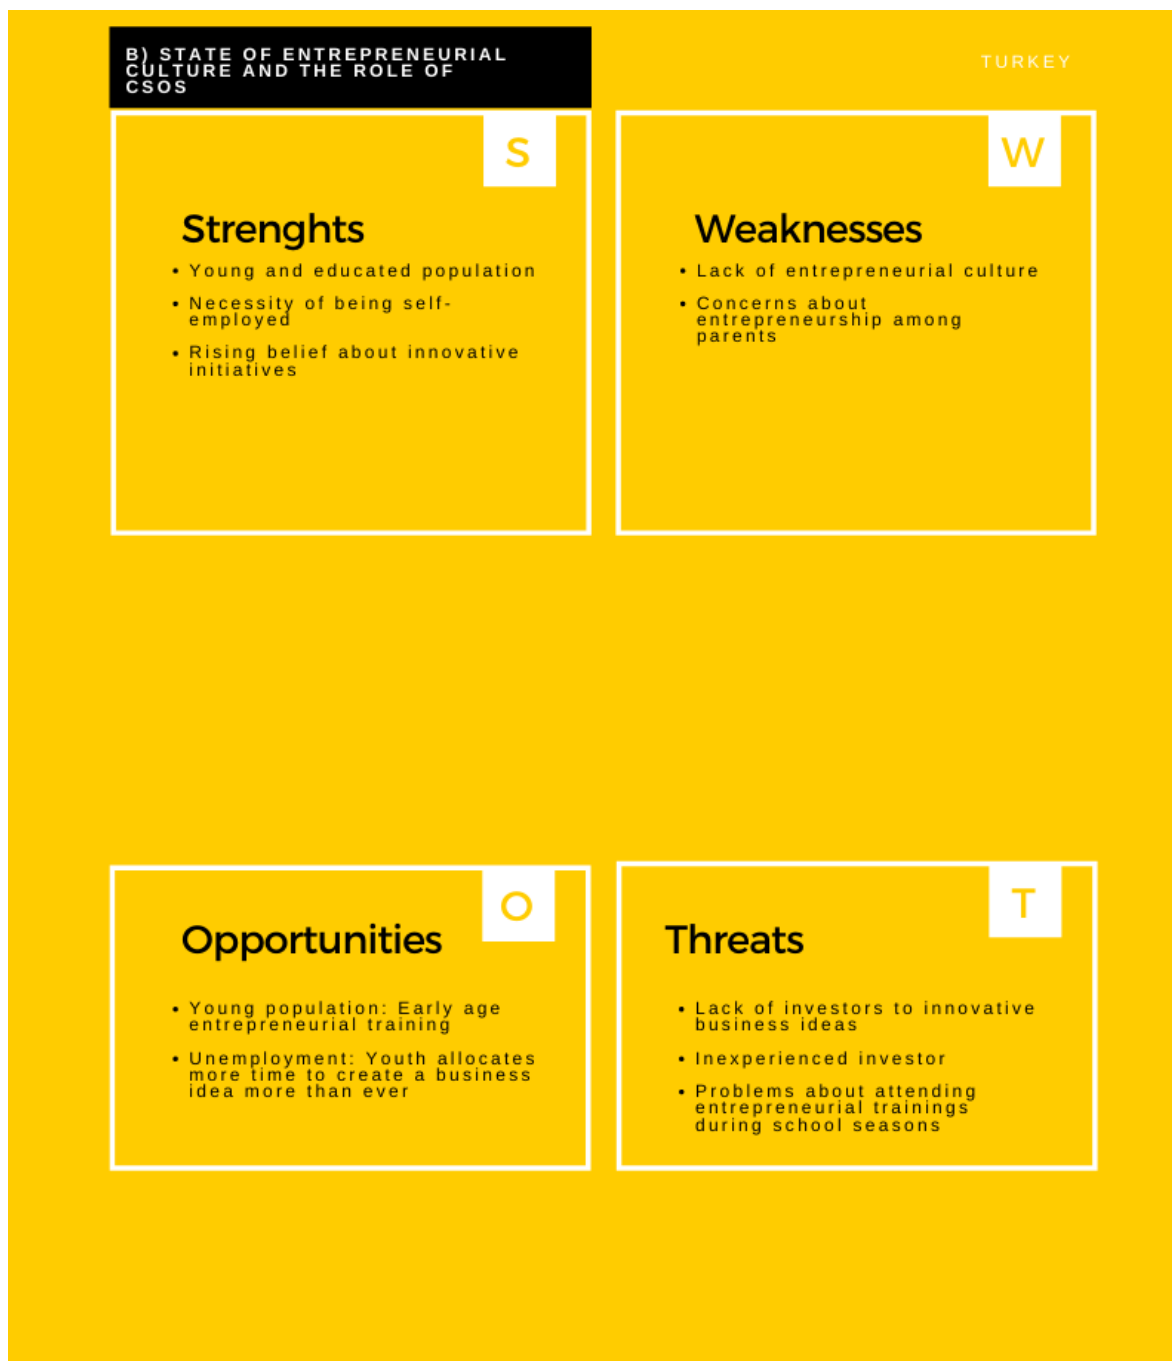 B) STATE OF ENTREPRENEURIAL
CULTURE AND THE ROLE OF
CSOS
TURKEY
S
Strenghts
• Young and educated population
• Necessity of being self-
employed
• Rising belief about innovative
initiatives
W
Weaknesses
• Lack of entrepreneurial culture
• Concerns about
entrepreneurship among
parents
O
Opportunities
• Young population: Early age
entrepreneurial training
• Unemployment: Youth allocates
more time to create a business
idea more than ever
T
Threats
• Lack of investors to innovative
business ideas
• Inexperienced investor
• Problems about attending
entrepreneurial trainings
during school seasons